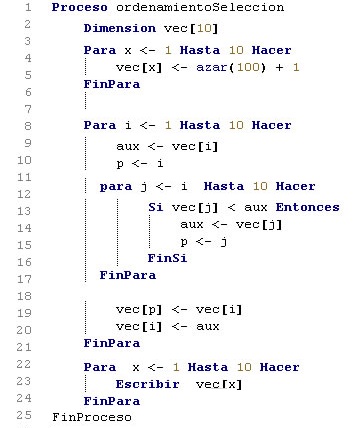 1 Proceso ordenamientoSeleccion
2 Dimension vec[10]
3 Para x <- 1 Hasta 10 Hacer
4 vec[x] <- azar(100) + 1
5 FinPara
6
7
8 Para i <- 1 Hasta 10 Hacer
9 aux <- vec[i]
10 p <- i
11 para j <- i Hasta 10 Hacer
12
13 Si vec[j] < aux Entonces
14 aux <- vec[j]
15 p <- j
16 FinSi
17 FinPara
18
19 vec[p] <- vec[i]
20 vec[i] <- aux
21 FinPara
22 Para x <- 1 Hasta 10 Hacer
23 Escribir vec[x]
24 FinPara
25 FinProceso